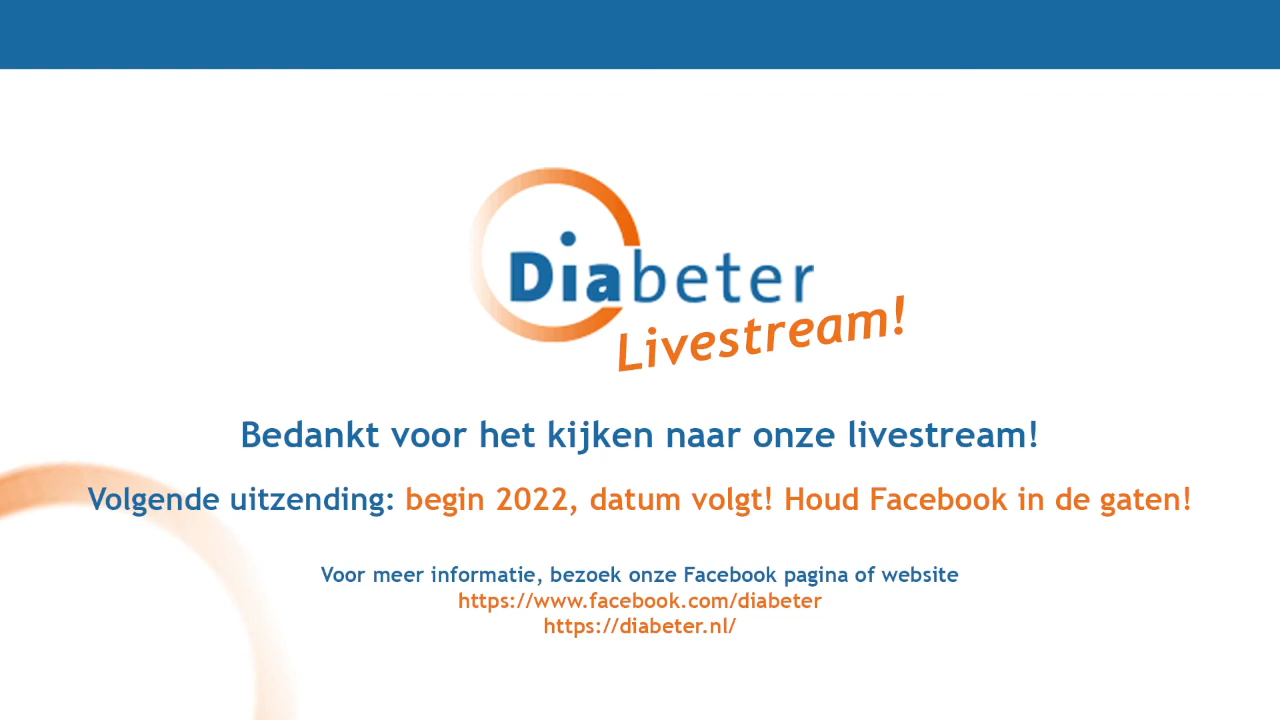 Diabeter
Livestream!
Bedankt voor het kijken naar onze livestream!
Volgende uitzending: begin 2022, datum volgt! Houd Facebook in de gaten!
Voor meer informatie, bezoek onze Facebook pagina of website
https://www.facebook.com/diabeter
https://diabeter.nl/